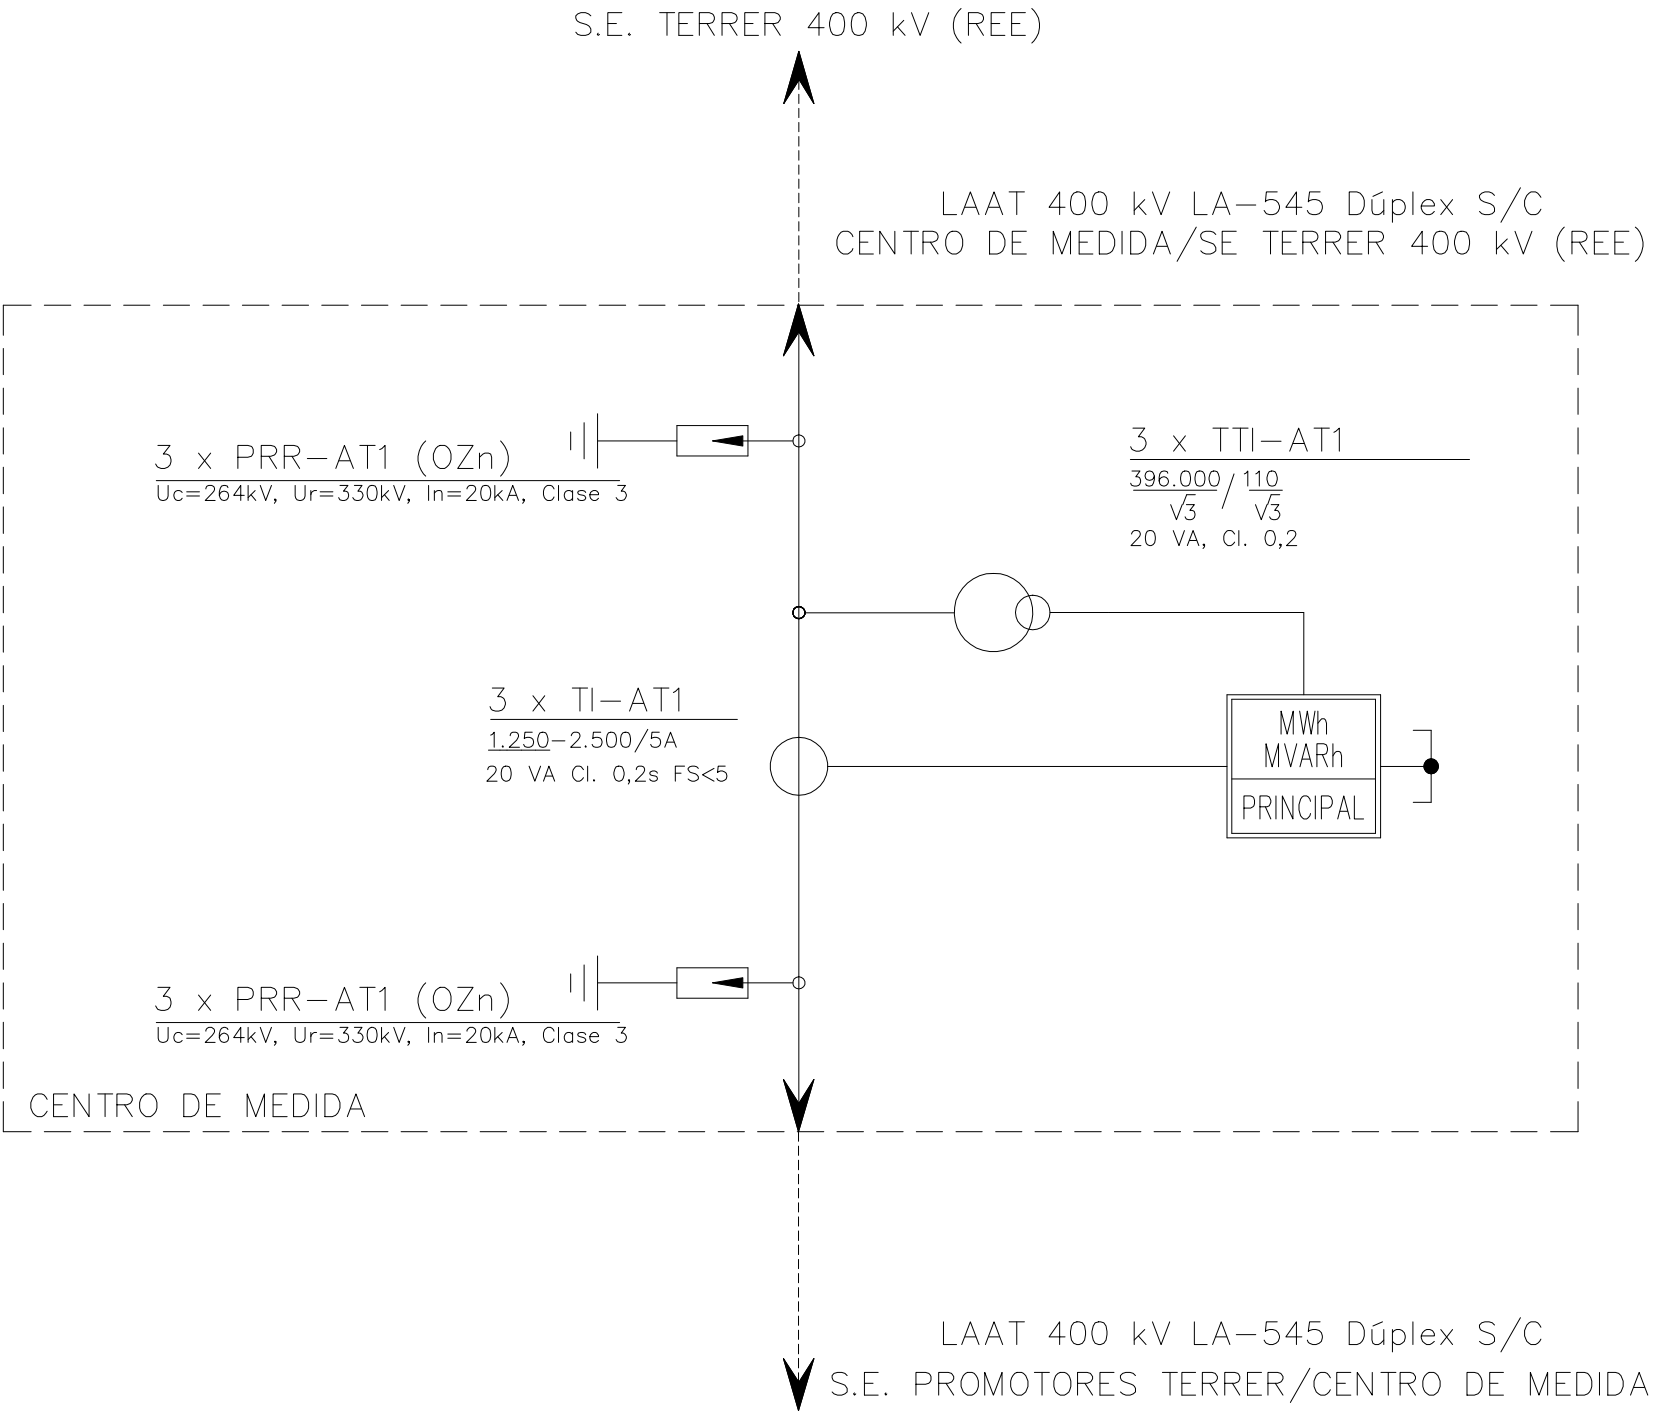 S.E. TERRER 400 kV (REE)
LAAT 400 kV LA-545 Dúplex S/C
CENTRO DE MEDIDA/SE TERRER 400 kV (REE)
3 x PRR-AT1 (OZn)
Uc=264kV, Ur=330kV, In=20kA, Clase 3
3 x TTI-AT1
396.000/110
√3 √3
20 VA, Cl. 0,2
3 x TI-AT1
1.250-2.500/5A
20 VA Cl. 0,2s FS<5
MWh
MVARh
PRINCIPAL
3 x PRR-AT1 (OZn)
Uc=264kV, Ur=330kV, In=20kA, Clase 3
CENTRO DE MEDIDA
LAAT 400 kV LA-545 Dúplex S/C
S.E. PROMOTORES TERRER/CENTRO DE MEDIDA